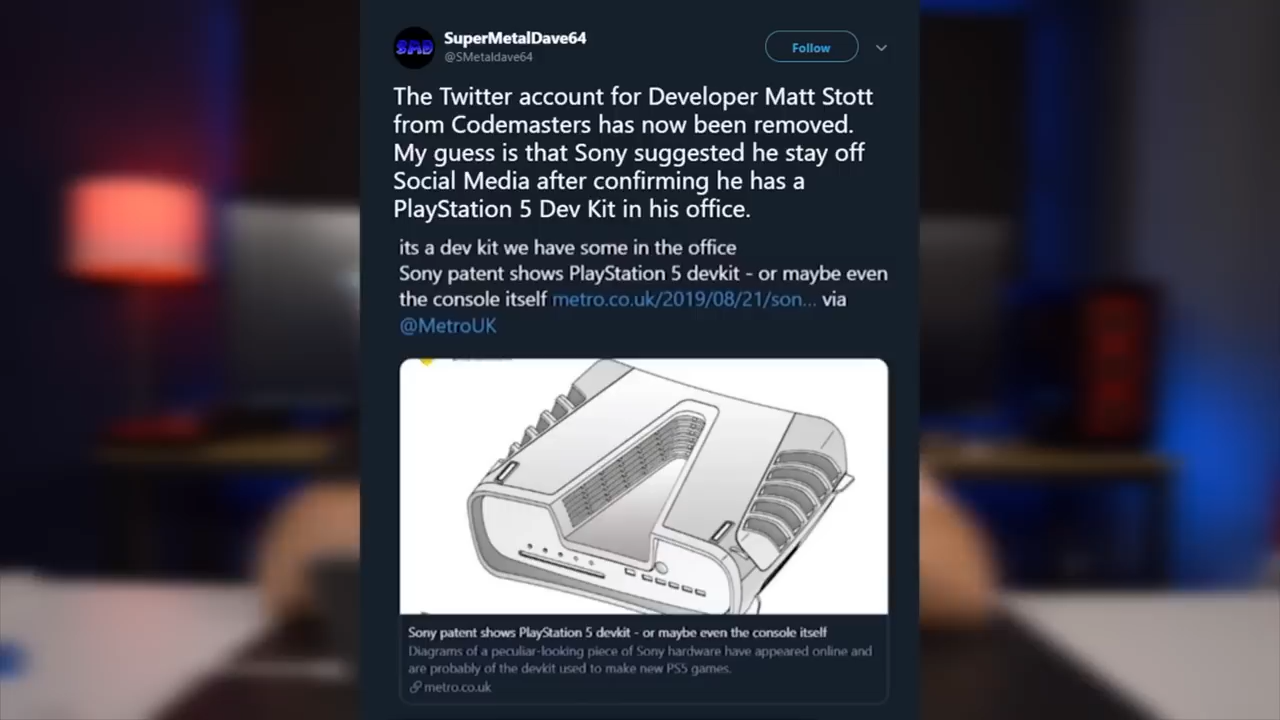 SMD
SuperMetalDave64
@SMetaldave64
Follow
The Twitter account for Developer Matt Stott
from Codemasters has now been removed.
My guess is that Sony suggested he stay off
Social Media after confirming he has a
PlayStation 5 Dev Kit in his office.
its a dev kit we have some in the office
Sony patent shows PlayStation 5 devkit - or maybe even
the console itself metro.co.uk/2019/08/21/son... via
@MetroUK
Sony patent shows PlayStation 5 devkit - or maybe even the console itself
Diagrams of a peculiar-looking piece of Sony hardware have appeared online and
are probably of the devkit used to make new PS5 games.
metro.co.uk